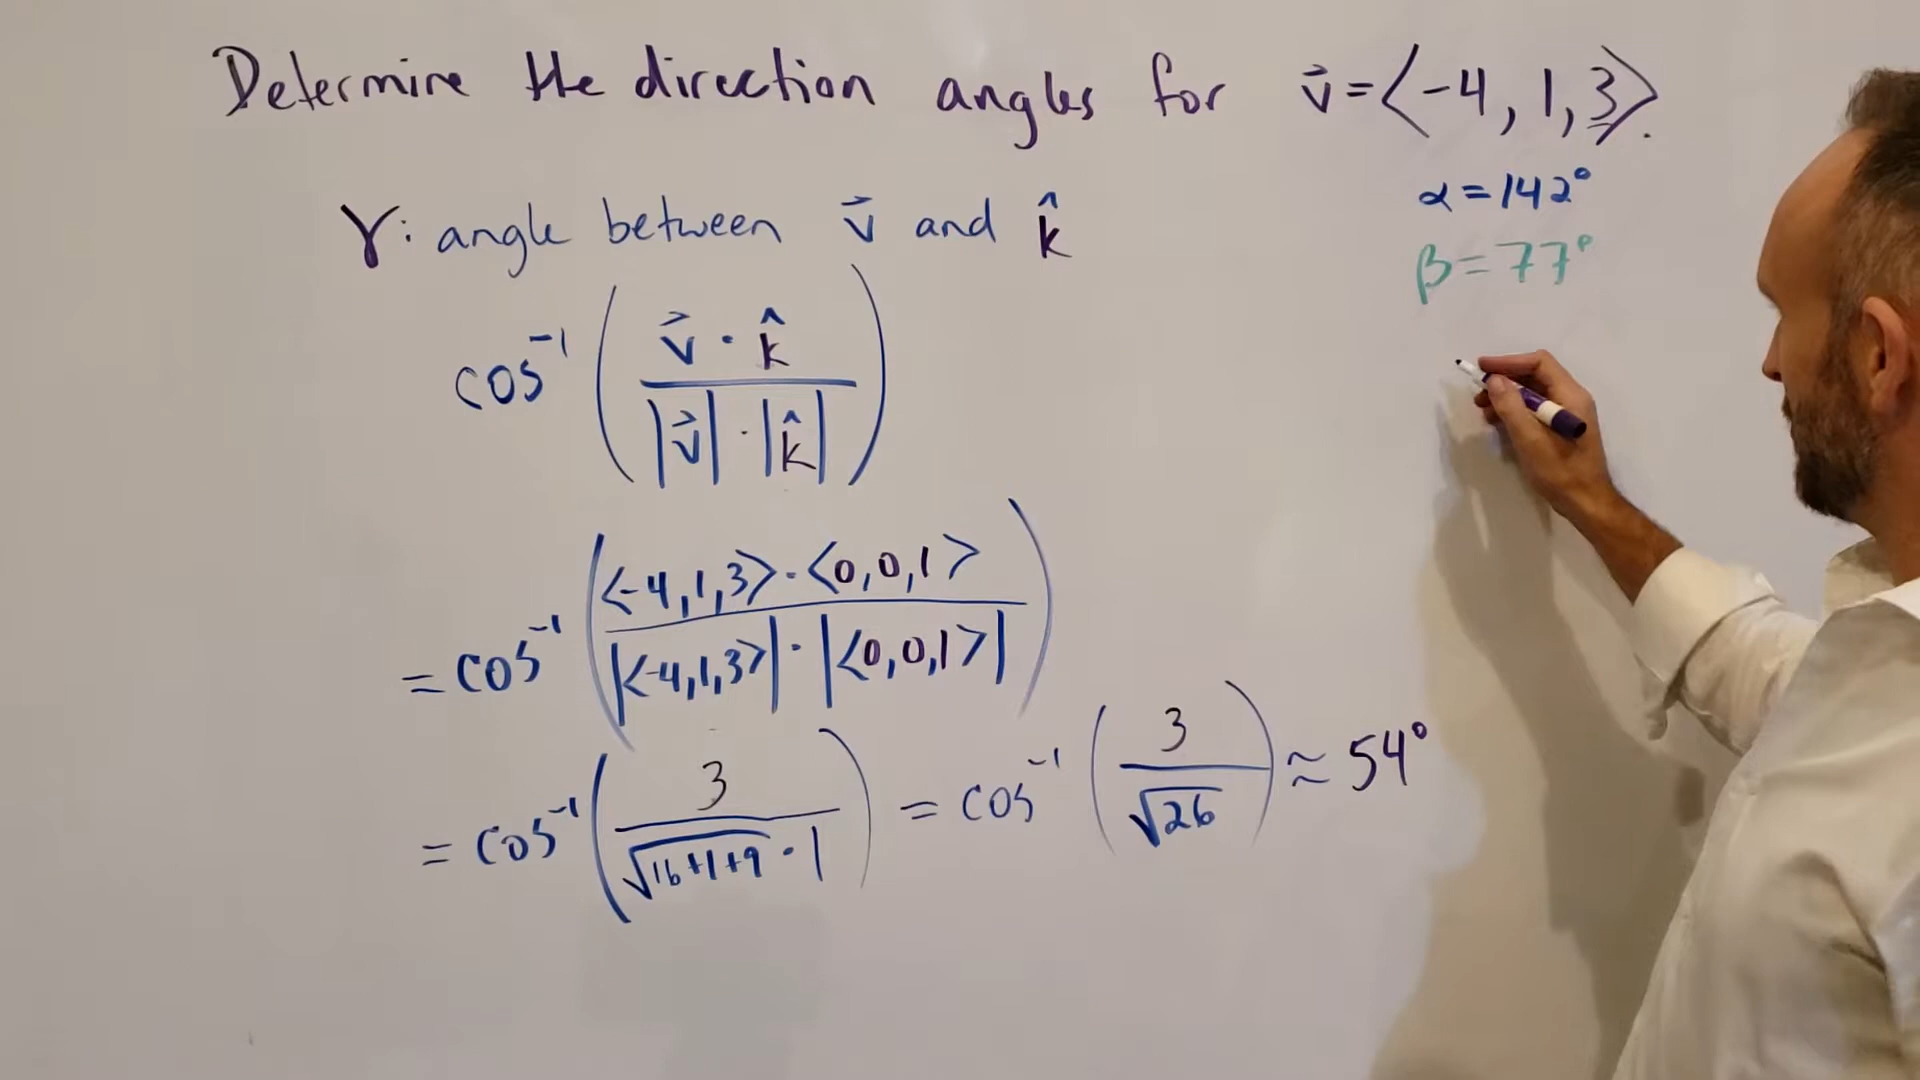 Determine the direction angles for v⃗ = ⟨-4, 1, 3⟩.
α = 142°
β = 77°
γ: angle between v⃗ and k̂
cos⁻¹ ( v⃗ · k̂ / |v⃗| · |k̂| )
= cos⁻¹ ( ⟨-4,1,3⟩ · ⟨0,0,1⟩ / |⟨-4,1,3⟩| · |⟨0,0,1⟩| )
= cos⁻¹ ( 3 / √16+1+9 · 1 ) = cos⁻¹ ( 3 / √26 ) ≈ 54°